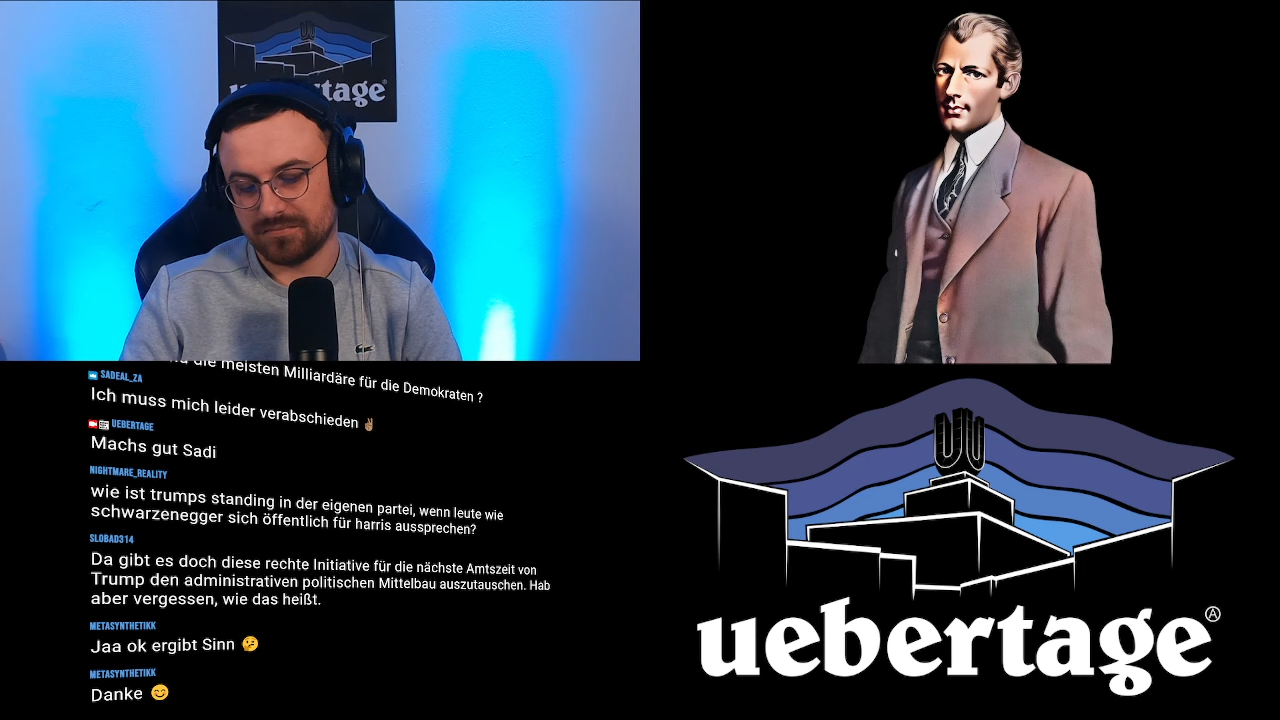 uebertage®
die meisten Milliardäre für die Demokraten ?
SADEAL_ZA
Ich muss mich leider verabschieden ✌🏽
UEBERTAGE
Machs gut Sadi
NIGHTMARE_REALITY
wie ist trumps standing in der eigenen partei, wenn leute wie
schwarzenegger sich öffentlich für harris aussprechen?
SLOBAD314
Da gibt es doch diese rechte Initiative für die nächste Amtszeit von
Trump den administrativen politischen Mittelbau auszutauschen. Hab
aber vergessen, wie das heißt.
METASYNTHETIKK
Jaa ok ergibt Sinn 🤔
METASYNTHETIKK
Danke 😊
UU
uebertageⒶ